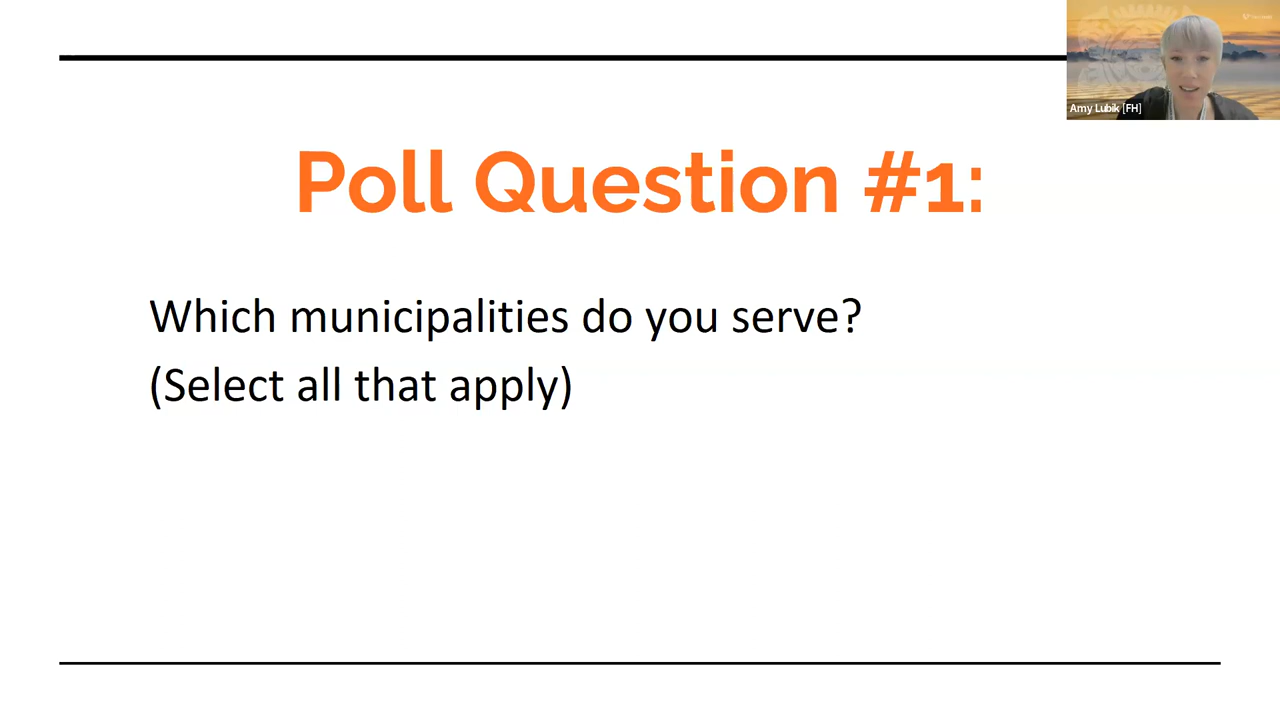 Amy Lubik [FH]
Poll Question #1:
Which municipalities do you serve?
(Select all that apply)